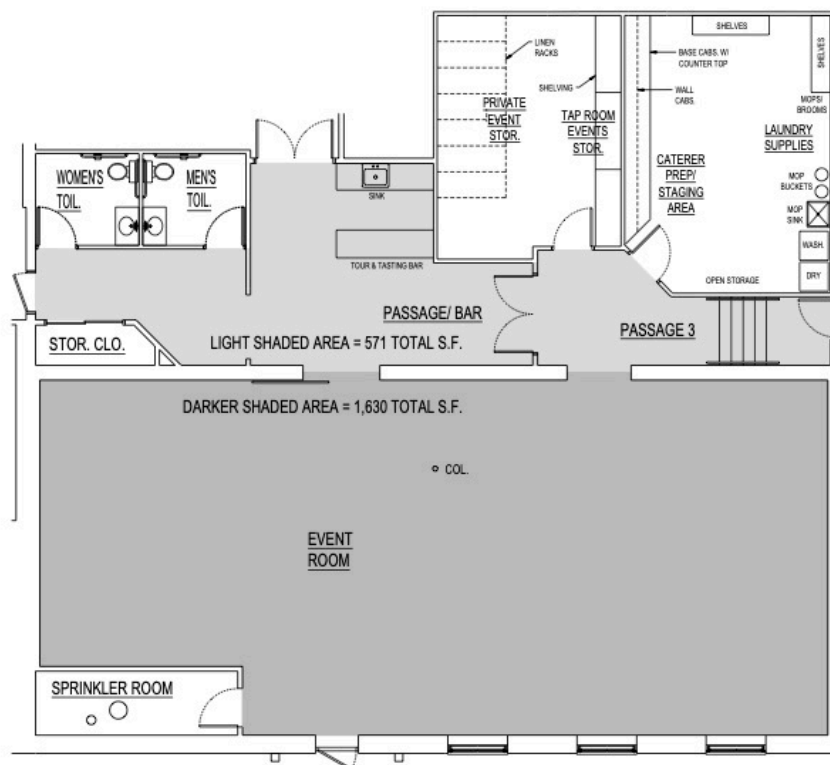 SHELVES
SHELVES
LINEN
RACKS
BASE CABS. W/
COUNTER TOP
SHELVING
WALL
CABS.
MOPS/
BROOMS
PRIVATE
EVENT
STOR.
TAP ROOM
EVENTS
STOR.
LAUNDRY
SUPPLIES
CATERER
PREP/
STAGING
AREA
MOP
BUCKETS
MOP
SINK
WASH.
DRY
OPEN STORAGE
WOMEN'S
TOIL.
MEN'S
TOIL.
SINK
TOUR & TASTING BAR
PASSAGE/ BAR
PASSAGE 3
STOR. CLO.
LIGHT SHADED AREA = 571 TOTAL S.F.
DARKER SHADED AREA = 1,630 TOTAL S.F.
COL.
EVENT
ROOM
SPRINKLER ROOM